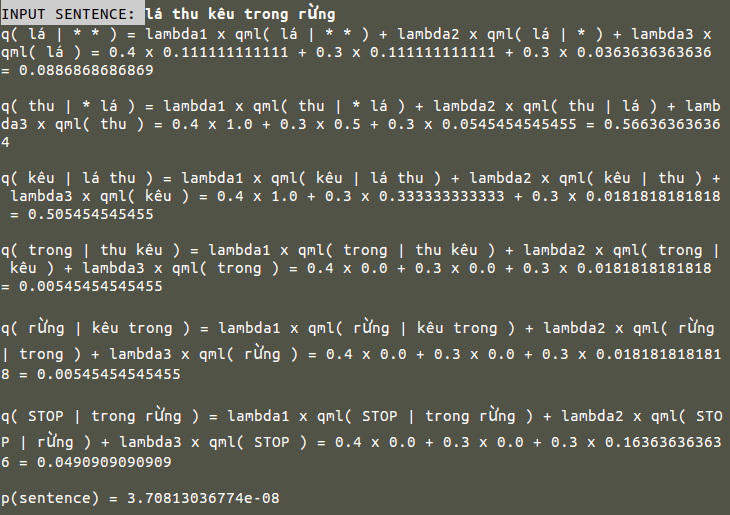 INPUT SENTENCE: lá thu kêu trong rừng
q( lá | * * ) = lambda1 x qml( lá | * * ) + lambda2 x qml( lá | * ) + lambda3 x
qml( lá ) = 0.4 x 0.111111111111 + 0.3 x 0.111111111111 + 0.3 x 0.0363636363636
= 0.0886868686869
q( thu | * lá ) = lambda1 x qml( thu | * lá ) + lambda2 x qml( thu | lá ) + lamb
da3 x qml( thu ) = 0.4 x 1.0 + 0.3 x 0.5 + 0.3 x 0.0545454545455 = 0.56636363636
4
q( kêu | lá thu ) = lambda1 x qml( kêu | lá thu ) + lambda2 x qml( kêu | thu ) +
lambda3 x qml( kêu ) = 0.4 x 1.0 + 0.3 x 0.333333333333 + 0.3 x 0.0181818181818
= 0.505454545455
q( trong | thu kêu ) = lambda1 x qml( trong | thu kêu ) + lambda2 x qml( trong |
kêu ) + lambda3 x qml( trong ) = 0.4 x 0.0 + 0.3 x 0.0 + 0.3 x 0.0181818181818
= 0.00545454545455
q( rừng | kêu trong ) = lambda1 x qml( rừng | kêu trong ) + lambda2 x qml( rừng
| trong ) + lambda3 x qml( rừng ) = 0.4 x 0.0 + 0.3 x 0.0 + 0.3 x 0.018181818181
8 = 0.00545454545455
q( STOP | trong rừng ) = lambda1 x qml( STOP | trong rừng ) + lambda2 x qml( STO
P | rừng ) + lambda3 x qml( STOP ) = 0.4 x 0.0 + 0.3 x 0.0 + 0.3 x 0.16363636363
6 = 0.0490909090909
p(sentence) = 3.70813036774e-08